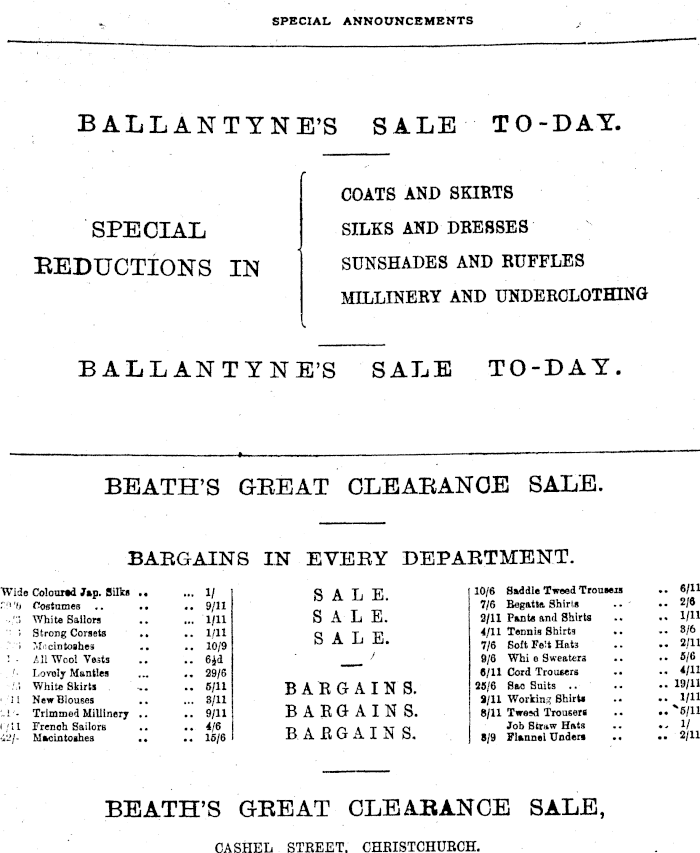 SPECIAL ANNOUNCEMENTS
BALLANTYNE'S SALE TO-DAY.
SPECIAL
REDUCTIONS IN
COATS AND SKIRTS
SILKS AND DRESSES
SUNSHADES AND RUFFLES
MILLINERY AND UNDERCLOTHING
BALLANTYNE'S SALE TO-DAY.
BEATH'S GREAT CLEARANCE SALE.
BARGAINS IN EVERY DEPARTMENT.
Wide Coloured Jap. Silks .. ... 1/
Costumes .. .. .. 9/11
White Sailors .. ... 1/11
Strong Corsets .. .. 1/11
Macintoshes .. .. 10/9
All Wool Vests .. .. 6½d
Lovely Mantles ... .. 29/6
White Skirts .. .. 5/11
New Blouses .. ... 3/11
Trimmed Millinery .. .. 9/11
French Sailors .. .. 4/6
42/- Macintoshes .. .. 15/6
SALE.
SALE.
SALE.
BARGAINS.
BARGAINS.
BARGAINS.
10/6 Saddle Tweed Trousers .. 6/11
7/6 Regatta Shirts .. .. 2/6
2/11 Pants and Shirts .. .. 1/11
4/11 Tennis Shirts .. .. 3/6
7/6 Soft Felt Hats .. .. 2/11
9/6 Whi e Sweaters .. .. 5/6
6/11 Cord Trousers .. .. 4/11
25/6 Sac Suits .. .. .. 19/11
2/11 Working Shirts .. .. 1/11
8/11 Tweed Trousers .. .. 5/11
Job Straw Hats .. .. 1/
3/9 Flannel Unders .. .. 2/11
BEATH'S GREAT CLEARANCE SALE,
CASHEL STREET, CHRISTCHURCH.